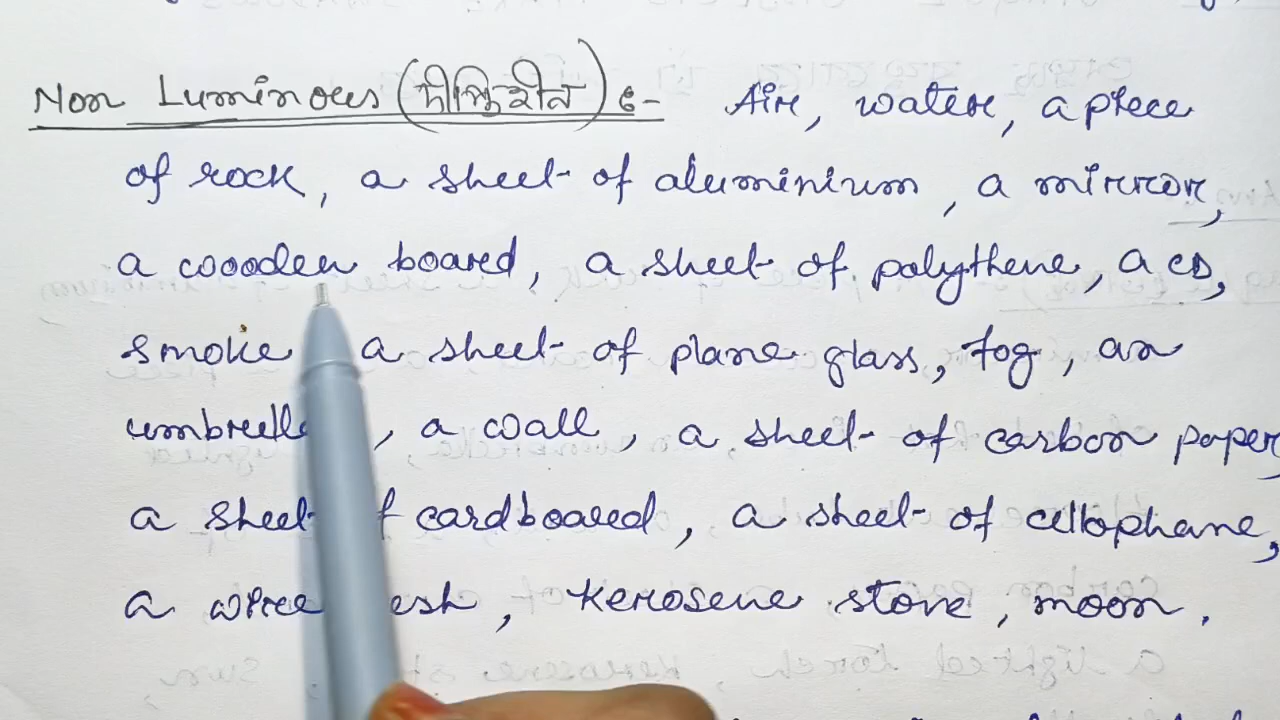 Non Luminous (দীপ্তিহীন) ঃ- Air, water, a piece
of rock, a sheet of aluminium, a mirror,
a wooden board, a sheet of polythene, a CD,
smoke a sheet of plane glass, fog, an
umbrella, a wall, a sheet of carbon paper,
a sheet of cardboard, a sheet of cellophane,
a wire mesh, kerosene stove, moon.